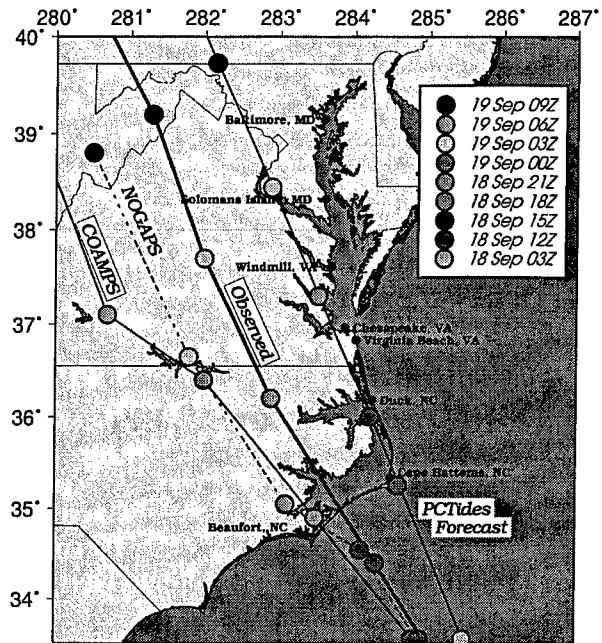 280° 281° 282° 283° 284° 285° 286° 287°
40°
39°
38°
37°
36°
35°
34°
19 Sep 09Z
19 Sep 06Z
19 Sep 03Z
19 Sep 00Z
18 Sep 21Z
18 Sep 18Z
18 Sep 15Z
18 Sep 12Z
18 Sep 03Z
Baltimore, MD
Solomans Island, MD
NOGAPS
COAMPS
Observed
Windmill, VA
Chesapeake, VA
Virginia Beach, VA
Duck, NC
Cape Hatteras, NC
Beaufort, NC
PCTides
Forecast